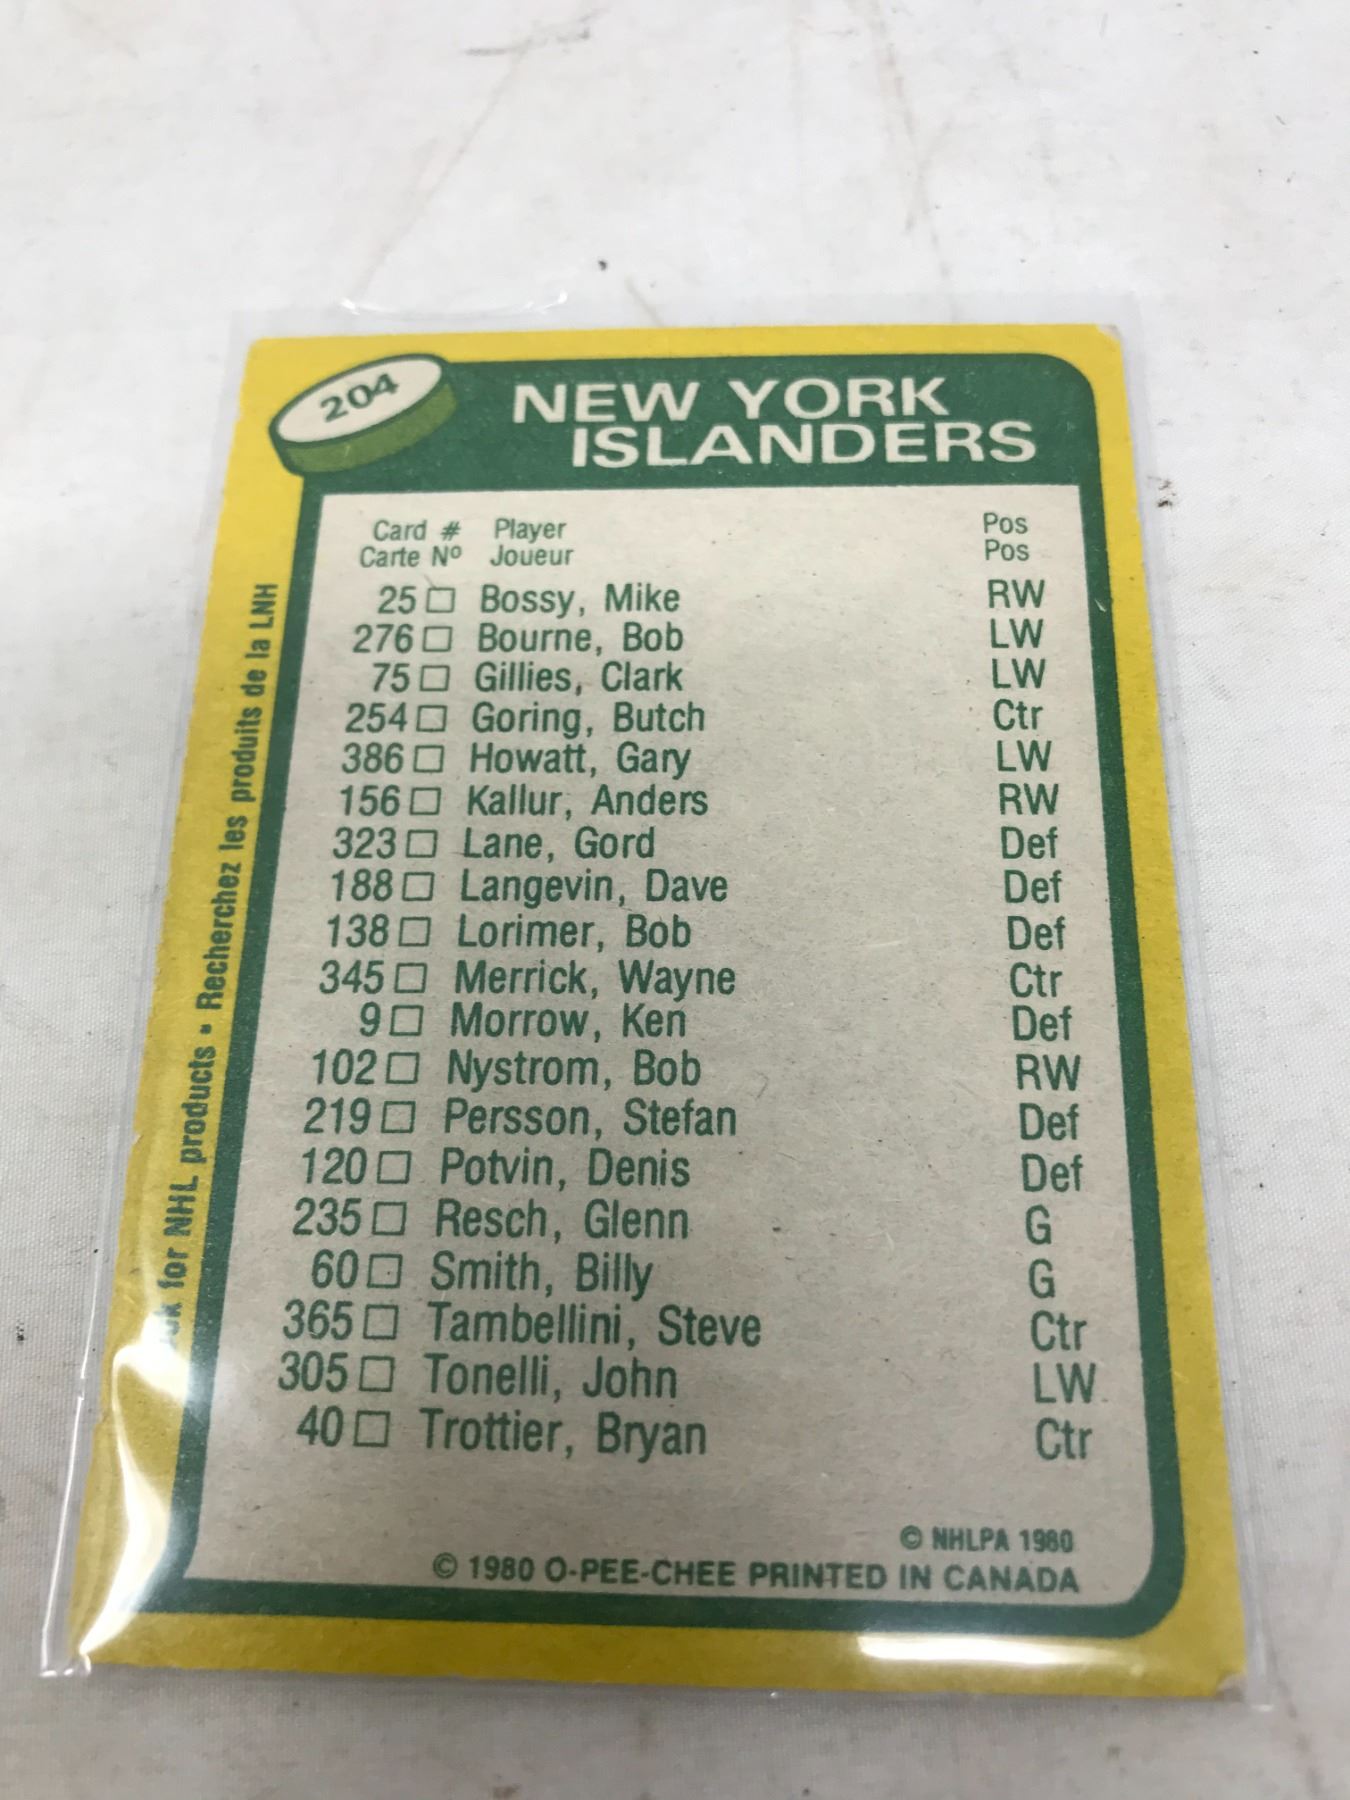 204
NEW YORK
ISLANDERS
Card # Player Pos
Carte Nº Joueur Pos
25 □ Bossy, Mike RW
276 □ Bourne, Bob LW
75 □ Gillies, Clark LW
254 □ Goring, Butch Ctr
386 □ Howatt, Gary LW
156 □ Kallur, Anders RW
323 □ Lane, Gord Def
188 □ Langevin, Dave Def
138 □ Lorimer, Bob Def
345 □ Merrick, Wayne Ctr
9 □ Morrow, Ken Def
102 □ Nystrom, Bob RW
219 □ Persson, Stefan Def
120 □ Potvin, Denis Def
235 □ Resch, Glenn G
60 □ Smith, Billy G
365 □ Tambellini, Steve Ctr
305 □ Tonelli, John LW
40 □ Trottier, Bryan Ctr
© NHLPA 1980
© 1980 O-PEE-CHEE PRINTED IN CANADA
for NHL products • Recherchez les produits de la LNH